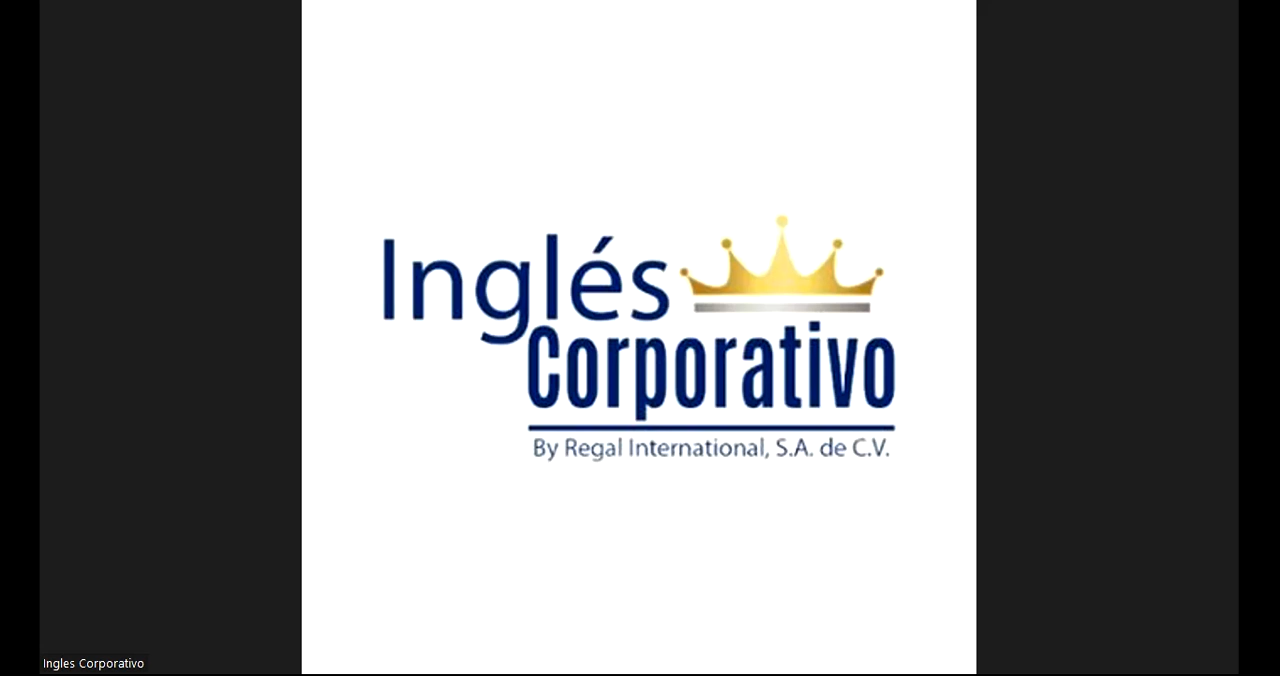 Inglés
Corporativo
By Regal International, S.A. de C.V.
Ingles Corporativo